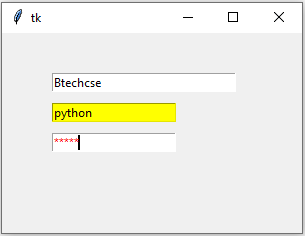 tk
Btechcse
python
*****